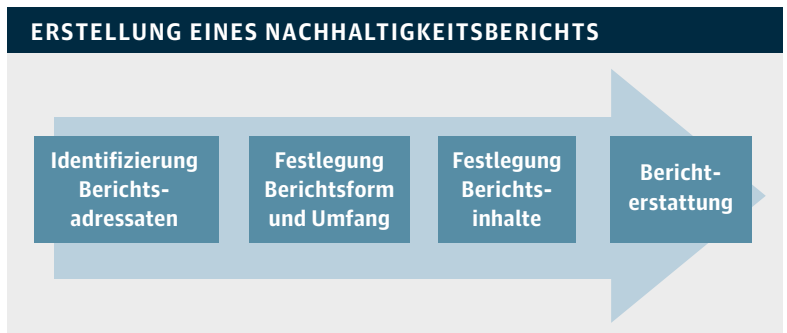 ERSTELLUNG EINES NACHHALTIGKEITSBERICHTS
Identifizierung
Berichts-
adressaten
Festlegung
Berichtsform
und Umfang
Festlegung
Berichts-
inhalte
Bericht-
erstattung